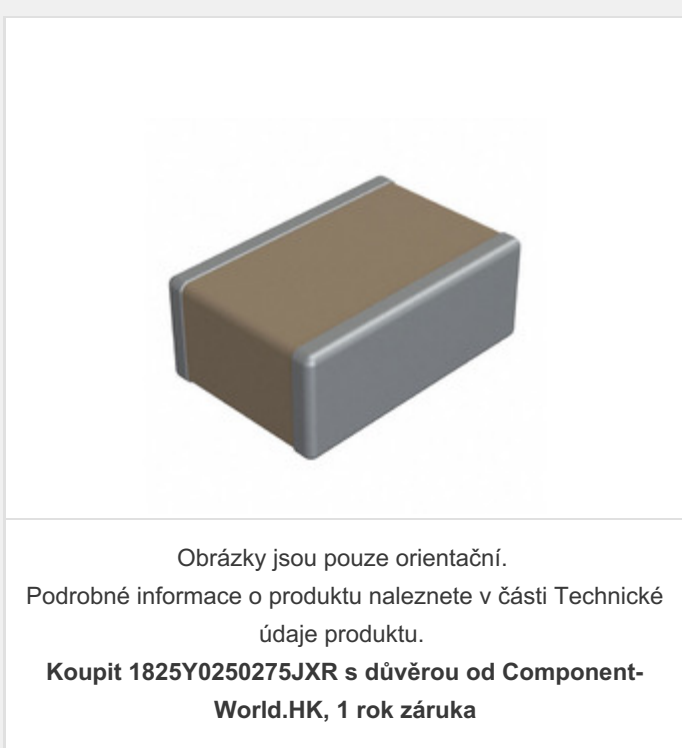 Obrázky jsou pouze orientační.
Podrobné informace o produktu naleznete v části Technické
údaje produktu.
Koupit 1825Y0250275JXR s důvěrou od Component-
World.HK, 1 rok záruka